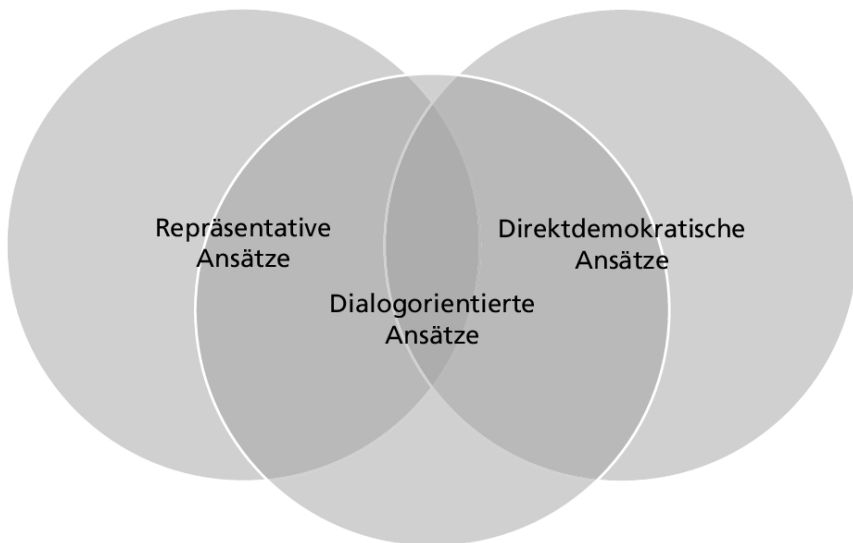 Repräsentative
Ansätze
Direktdemokratische
Ansätze
Dialogorientierte
Ansätze